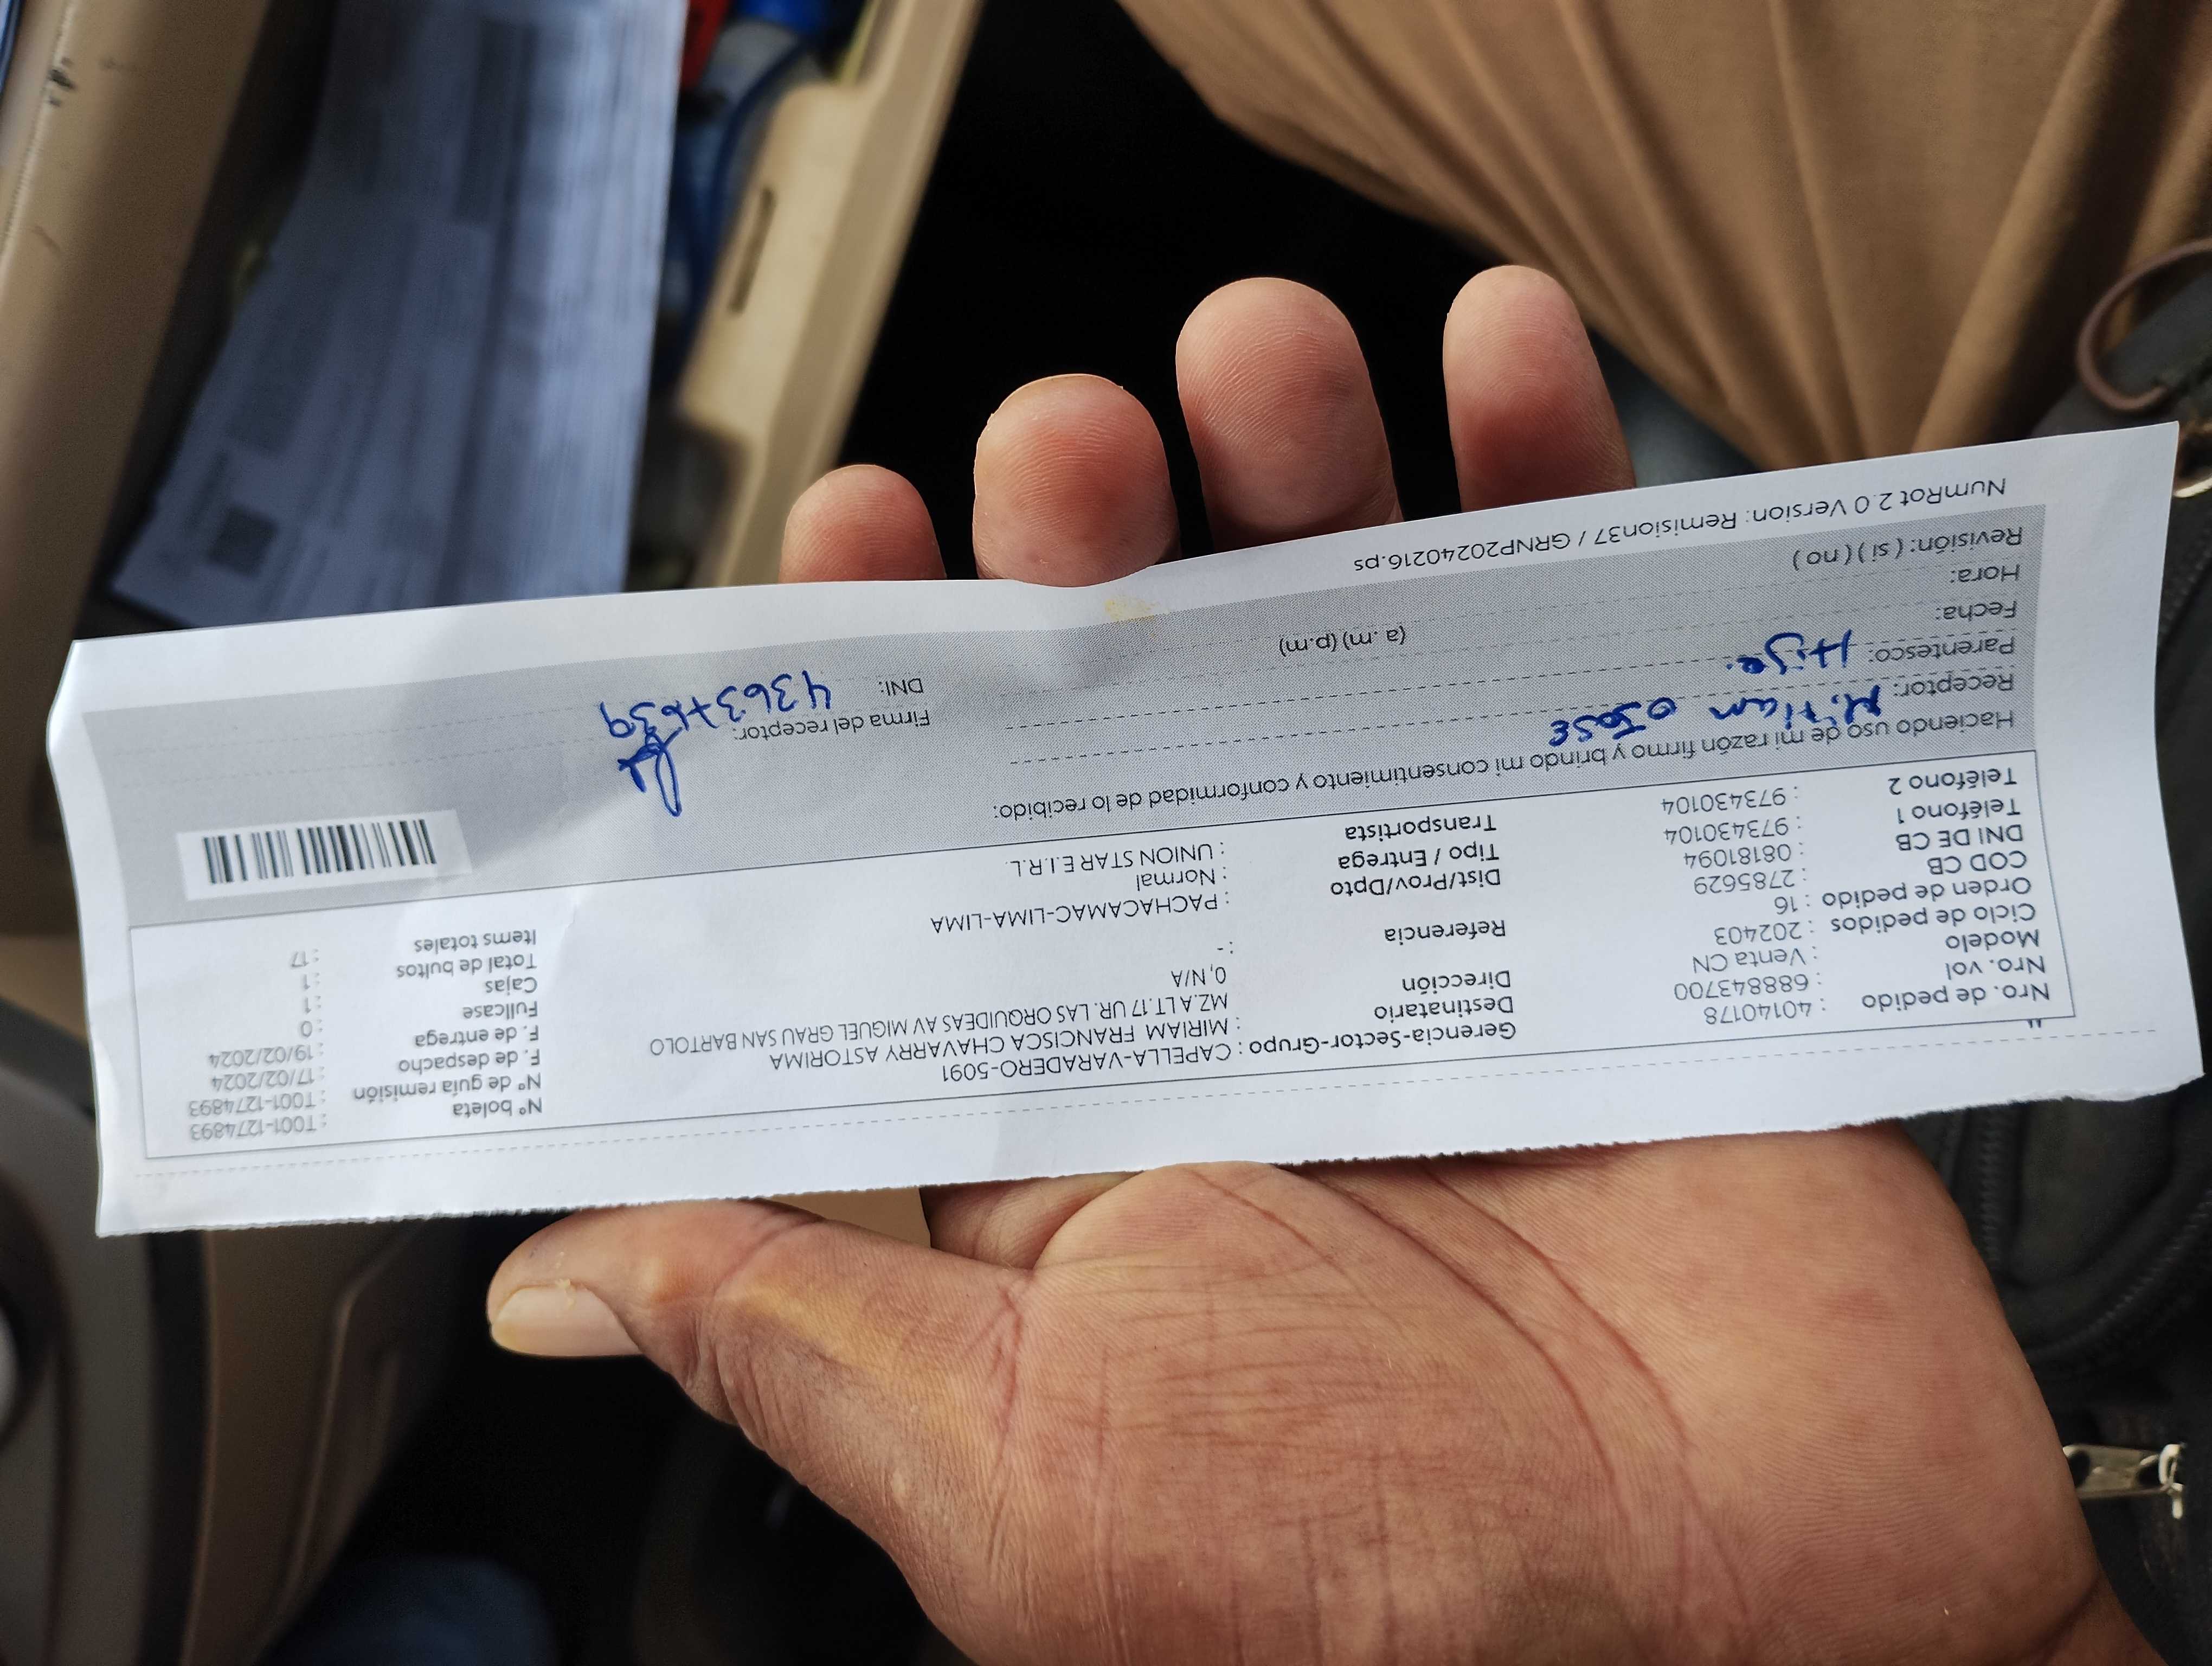 Nro. de pedido : 40140178
Nro. vol : 688843700
Modelo : Venta CN
Ciclo de pedidos : 202403
Orden de pedido : 16
COD CB : 2785629
DNI DE CB : 08181094
Teléfono 1 : 973430104
Teléfono 2 : 973430104
Gerencia-Sector-Grupo : CAPELLA-VARADERO-5091
Destinatario : MIRIAM FRANCISCA CHAVARRY ASTORIMA
Dirección MZ.A LT.17 UR. LAS ORQUIDEAS AV MIGUEL GRAU SAN BARTOLO
0, N/A
Referencia : -
Dist/Prov/Dpto : PACHACAMAC-LIMA-LIMA
Tipo / Entrega : Normal
Transportista : UNION STAR E.I.R.L.
N° boleta : T001-1274893
N° de guía remisión : T001-1274893
F. de despacho : 17/02/2024
F. de entrega : 19/02/2024
Fullcase : 0
Cajas : 1
Total de bultos : 1
Items totales : 17
Haciendo uso de mi razón firmo y brindo mi consentimiento y conformidad de lo recibido:
Receptor:
Parentesco:
Fecha:
Hora: (a. m) (p.m)
Revisión: ( si ) ( no )
Firma del receptor:
DNI: 43637639
NumRot 2.0 Version: Remision37 / GRNP20240216.ps